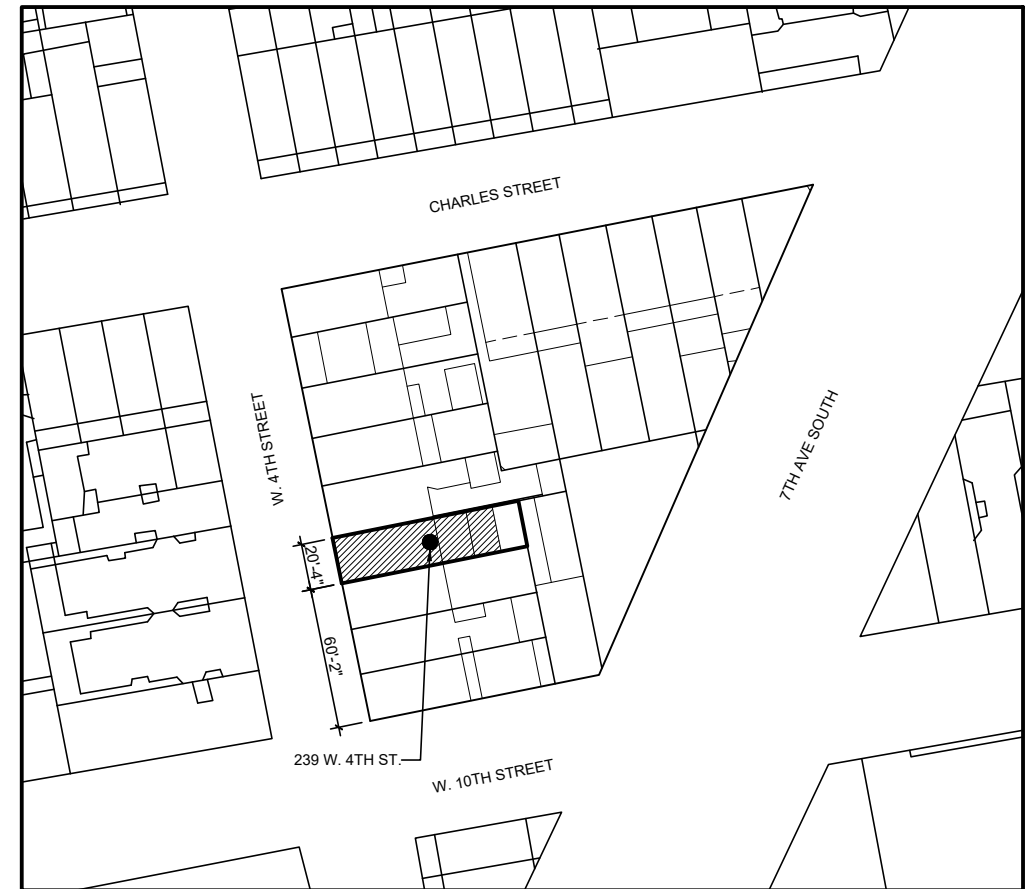 CHARLES STREET
W. 4TH STREET
7TH AVE SOUTH
20'-4"
60'-2"
239 W. 4TH ST.
W. 10TH STREET